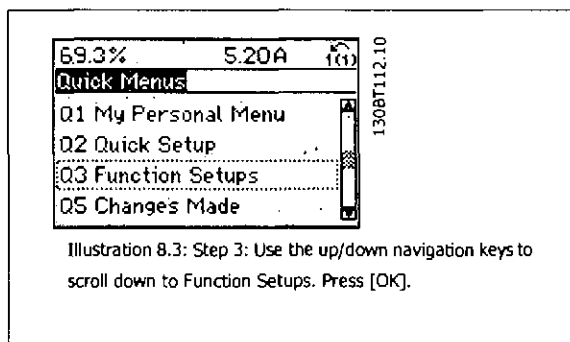 69.3% 5.20A 1(1)
Quick Menus
Q1 My Personal Menu
Q2 Quick Setup
Q3 Function Setups
Q5 Changes Made
130BT112.10
Illustration 8.3: Step 3: Use the up/down navigation keys to
scroll down to Function Setups. Press [OK].